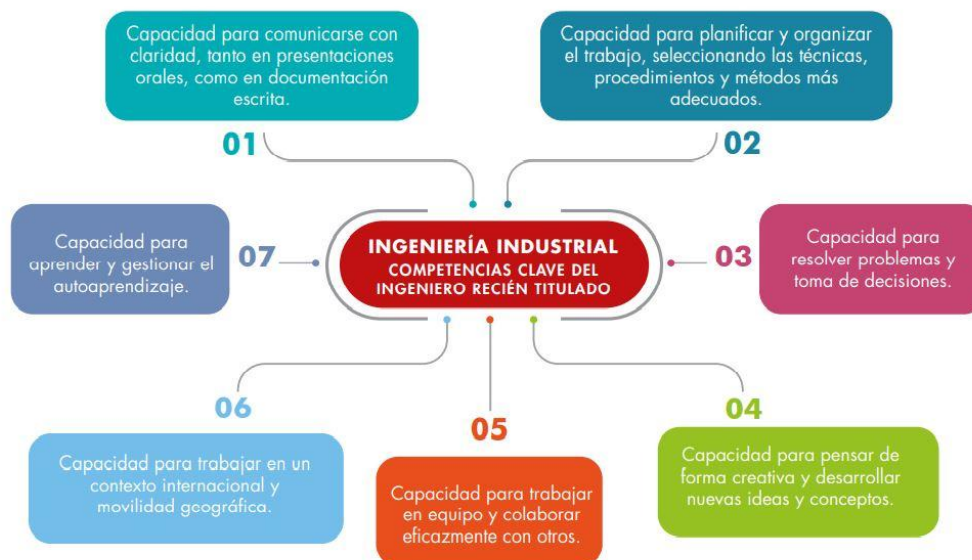 Capacidad para comunicarse con
claridad, tanto en presentaciones
orales, como en documentación
escrita.
01
Capacidad para planificar y organizar
el trabajo, seleccionando las técnicas,
procedimientos y métodos más
adecuados.
02
INGENIERÍA INDUSTRIAL
COMPETENCIAS CLAVE DEL
INGENIERO RECIÉN TITULADO
03
Capacidad para
resolver problemas y
toma de decisiones.
04
Capacidad para pensar de
forma creativa y desarrollar
nuevas ideas y conceptos.
05
Capacidad para trabajar
en equipo y colaborar
eficazmente con otros.
06
Capacidad para trabajar en un
contexto internacional y
movilidad geográfica.
07
Capacidad para
aprender y gestionar el
autoaprendizaje.